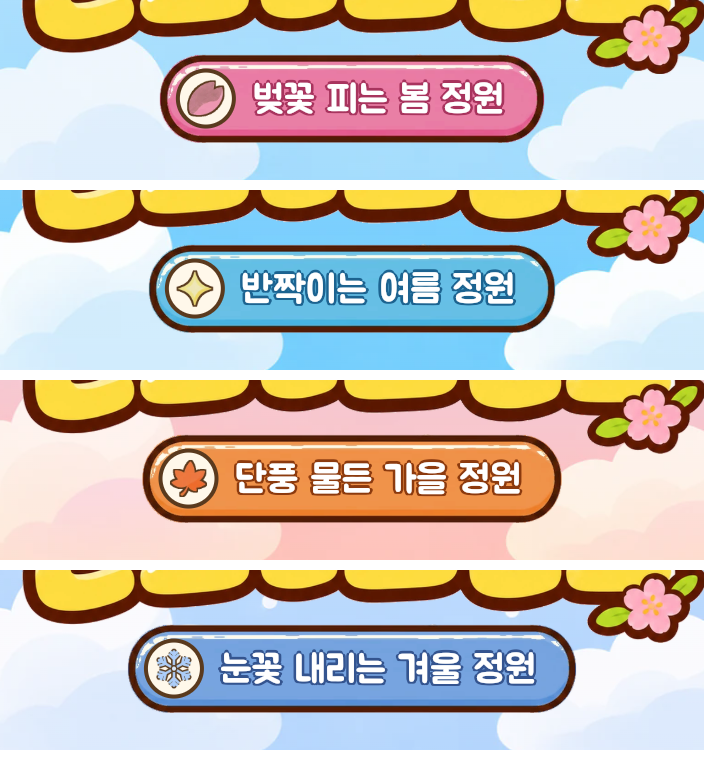 벚꽃 피는 봄 정원
반짝이는 여름 정원
단풍 물든 가을 정원
눈꽃 내리는 겨울 정원